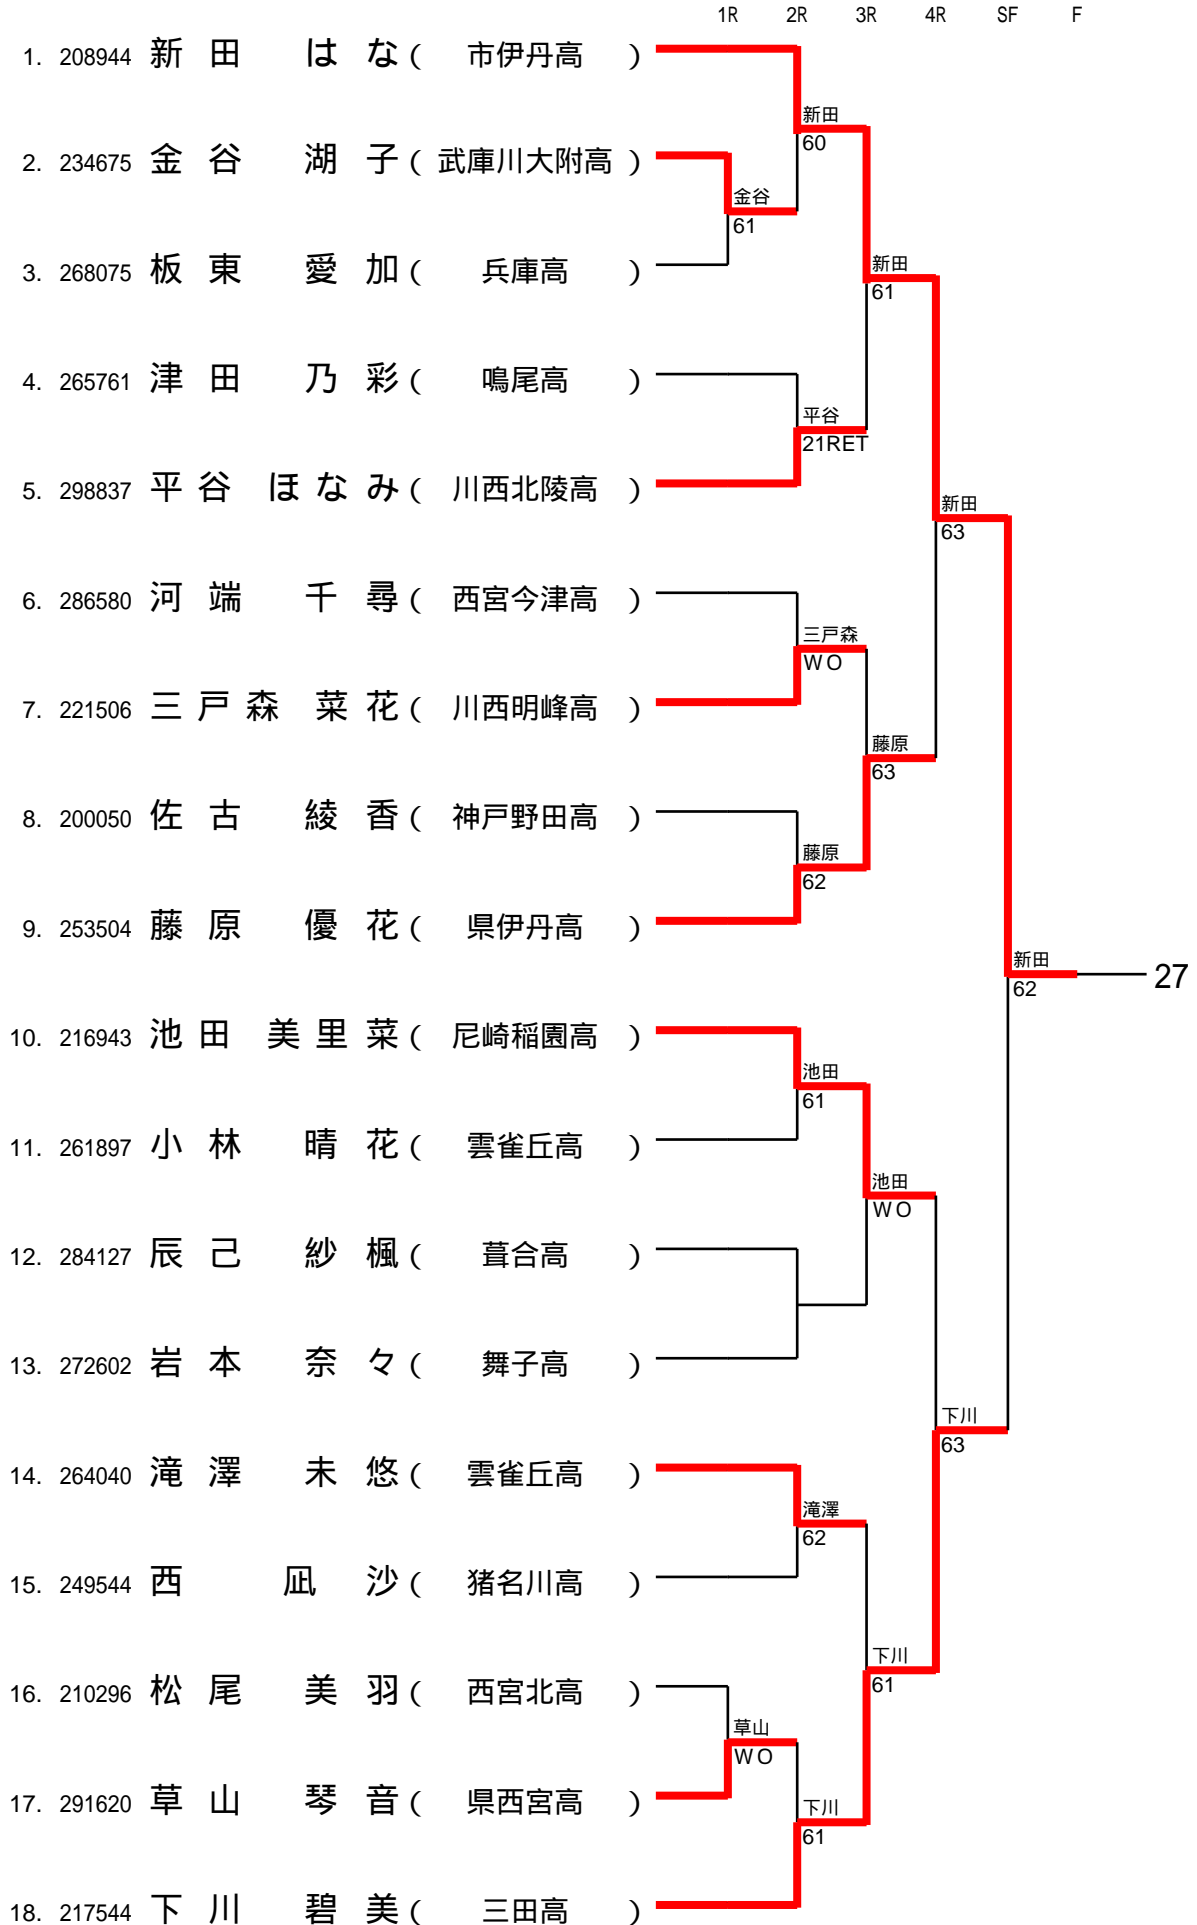 1R 2R 3R 4R SF F
1. 208944 新田 はな ( 市伊丹高 )
新田
60
2. 234675 金谷 湖子 ( 武庫川大附高 )
金谷
61
3. 268075 板東 愛加 ( 兵庫高 )
新田
61
4. 265761 津田 乃彩 ( 鳴尾高 )
平谷
21RET
5. 298837 平谷 ほなみ ( 川西北陵高 )
新田
63
6. 286580 河端 千尋 ( 西宮今津高 )
三戸森
WO
7. 221506 三戸森 菜花 ( 川西明峰高 )
藤原
63
8. 200050 佐古 綾香 ( 神戸野田高 )
藤原
62
9. 253504 藤原 優花 ( 県伊丹高 )
新田
62
27
10. 216943 池田 美里菜 ( 尼崎稲園高 )
池田
61
11. 261897 小林 晴花 ( 雲雀丘高 )
池田
WO
12. 284127 辰己 紗楓 ( 葺合高 )
13. 272602 岩本 奈々 ( 舞子高 )
下川
63
14. 264040 滝澤 未悠 ( 雲雀丘高 )
滝澤
62
15. 249544 西 凪沙 ( 猪名川高 )
下川
61
16. 210296 松尾 美羽 ( 西宮北高 )
草山
WO
17. 291620 草山 琴音 ( 県西宮高 )
下川
61
18. 217544 下川 碧美 ( 三田高 )